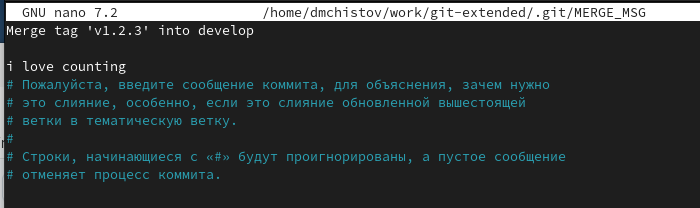 GNU nano 7.2 /home/dmchistov/work/git-extended/.git/MERGE_MSG
Merge tag 'v1.2.3' into develop
i love counting
# Пожалуйста, введите сообщение коммита, для объяснения, зачем нужно
# это слияние, особенно, если это слияние обновленной вышестоящей
# ветки в тематическую ветку.
#
# Строки, начинающиеся с «#» будут проигнорированы, а пустое сообщение
# отменяет процесс коммита.